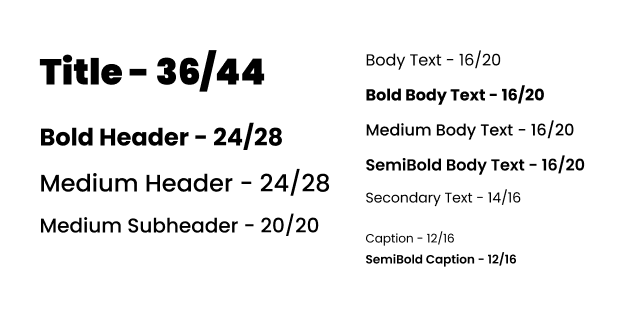 Title - 36/44
Bold Header - 24/28
Medium Header - 24/28
Medium Subheader - 20/20
Body Text - 16/20
Bold Body Text - 16/20
Medium Body Text - 16/20
SemiBold Body Text - 16/20
Secondary Text - 14/16
Caption - 12/16
SemiBold Caption - 12/16